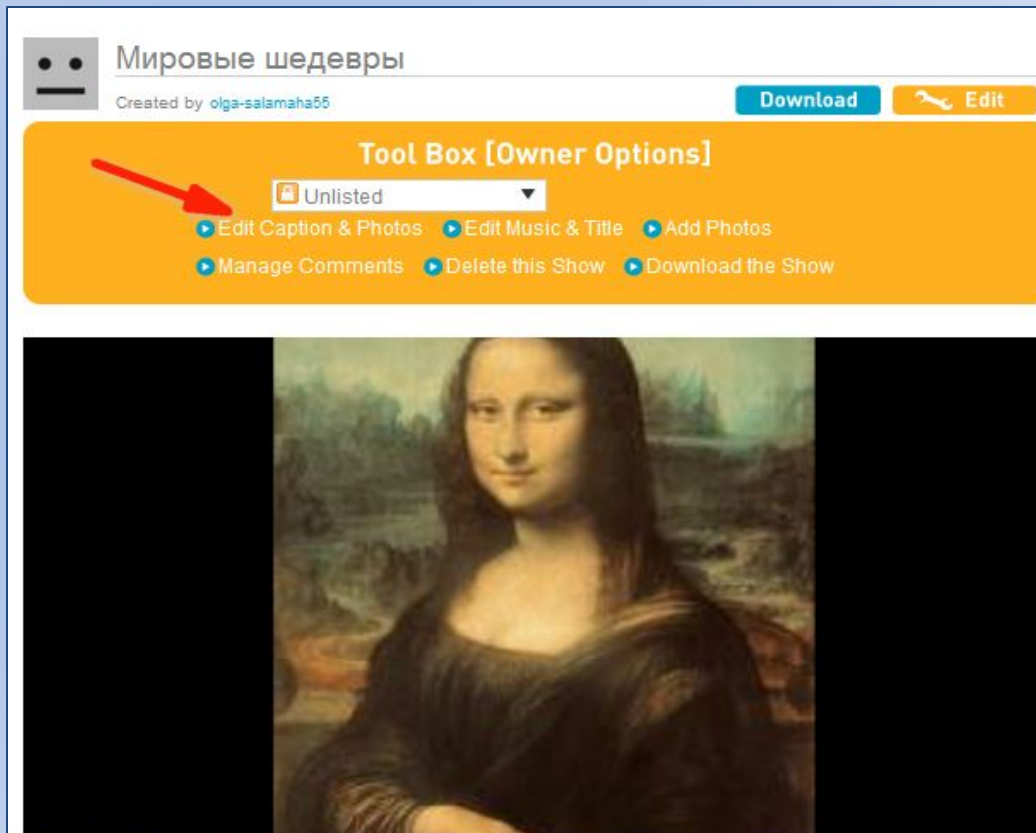 Мировые шедевры
Created by olga-salamaha55
Download Edit
Tool Box [Owner Options]
Unlisted
Edit Caption & Photos Edit Music & Title Add Photos
Manage Comments Delete this Show Download the Show